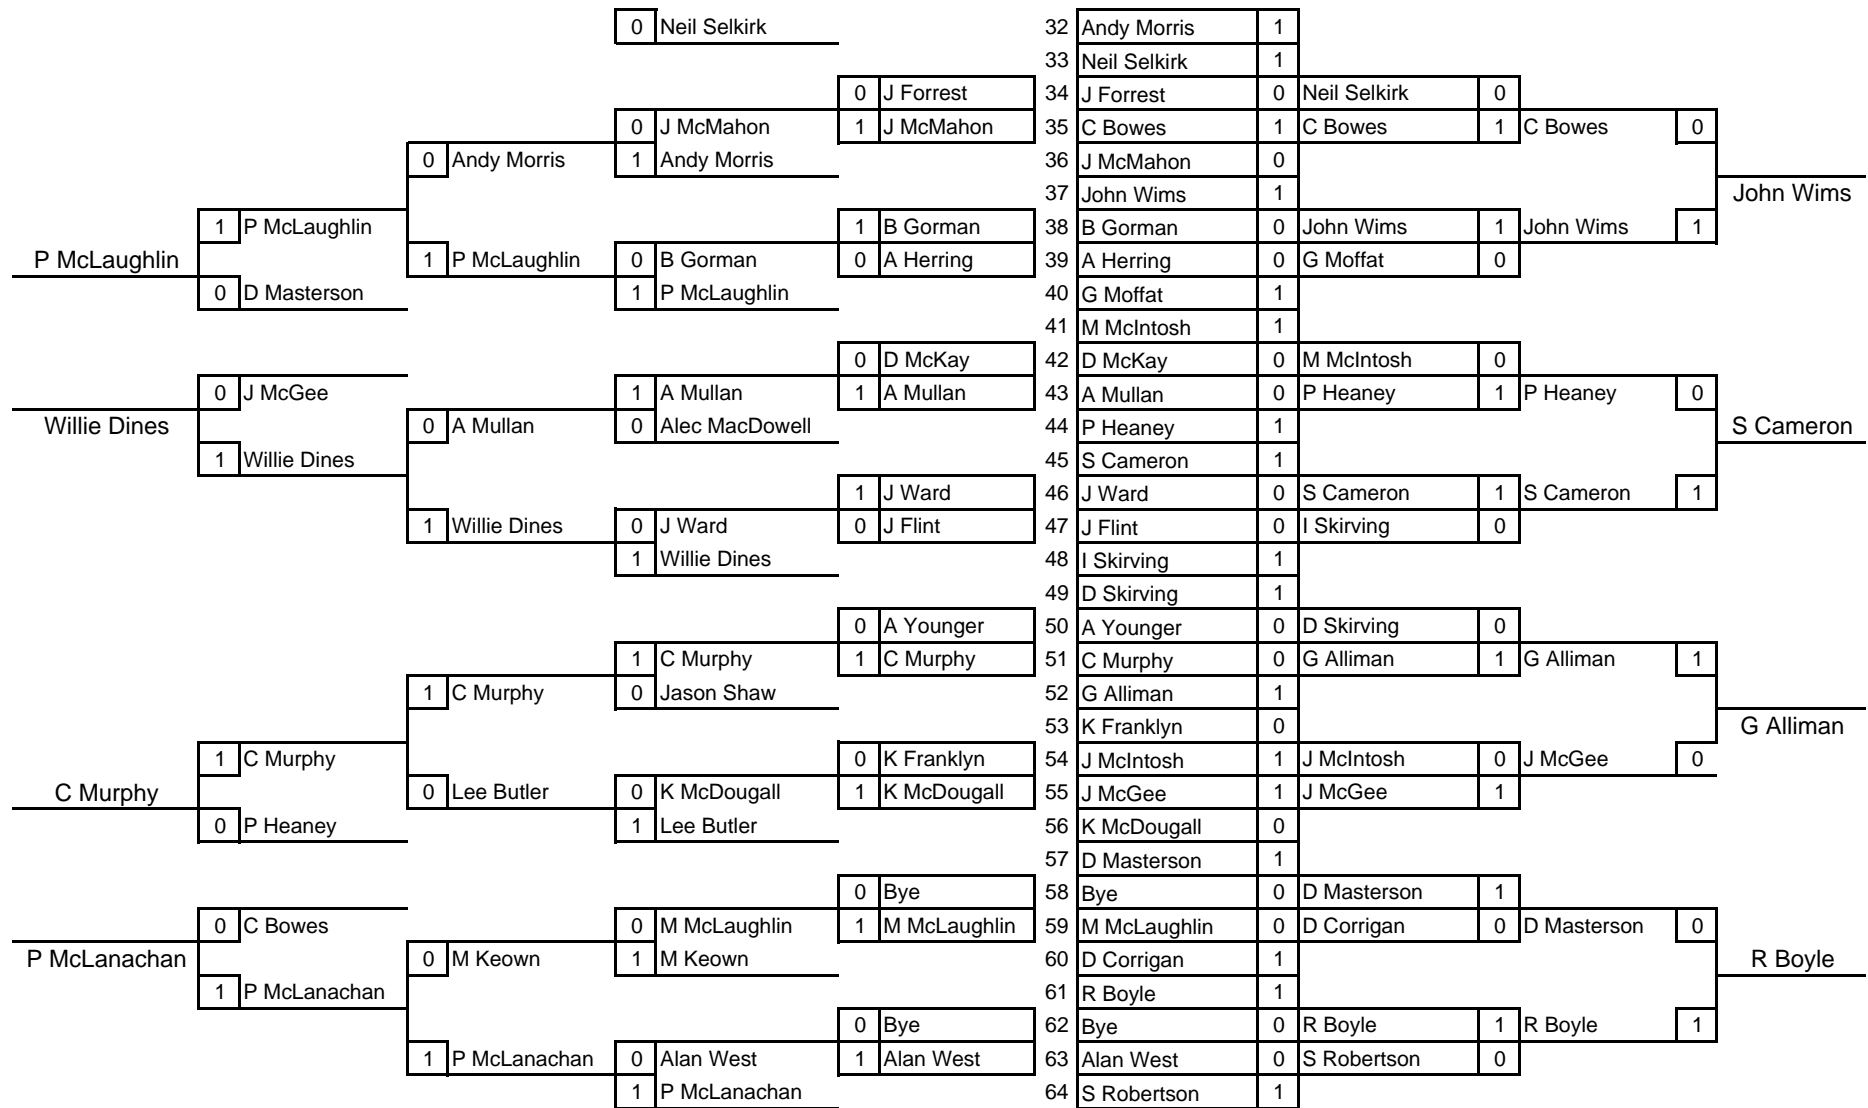 0 Neil Selkirk 32 Andy Morris 1
33 Neil Selkirk 1
0 J Forrest 34 J Forrest 0 Neil Selkirk 0
0 J McMahon 1 J McMahon 35 C Bowes 1 C Bowes 1 C Bowes 0
0 Andy Morris 1 Andy Morris 36 J McMahon 0
37 John Wims 1 John Wims
1 P McLaughlin 1 B Gorman 38 B Gorman 0 John Wims 1 John Wims 1
P McLaughlin 1 P McLaughlin 0 B Gorman 0 A Herring 39 A Herring 0 G Moffat 0
0 D Masterson 1 P McLaughlin 40 G Moffat 1
41 M McIntosh 1
0 D McKay 42 D McKay 0 M McIntosh 0
0 J McGee 1 A Mullan 1 A Mullan 43 A Mullan 0 P Heaney 1 P Heaney 0
Willie Dines 0 A Mullan 0 Alec MacDowell 44 P Heaney 1 S Cameron
1 Willie Dines 45 S Cameron 1
1 J Ward 46 J Ward 0 S Cameron 1 S Cameron 1
1 Willie Dines 0 J Ward 0 J Flint 47 J Flint 0 I Skirving 0
1 Willie Dines 48 I Skirving 1
49 D Skirving 1
0 A Younger 50 A Younger 0 D Skirving 0
1 C Murphy 1 C Murphy 51 C Murphy 0 G Alliman 1 G Alliman 1
1 C Murphy 0 Jason Shaw 52 G Alliman 1
53 K Franklyn 0 G Alliman
1 C Murphy 0 K Franklyn 54 J McIntosh 1 J McIntosh 0 J McGee 0
C Murphy 0 Lee Butler 0 K McDougall 1 K McDougall 55 J McGee 1 J McGee 1
0 P Heaney 1 Lee Butler 56 K McDougall 0
57 D Masterson 1
0 Bye 58 Bye 0 D Masterson 1
0 C Bowes 0 M McLaughlin 1 M McLaughlin 59 M McLaughlin 0 D Corrigan 0 D Masterson 0
P McLanachan 0 M Keown 1 M Keown 60 D Corrigan 1 R Boyle
1 P McLanachan 61 R Boyle 1
0 Bye 62 Bye 0 R Boyle 1 R Boyle 1
1 P McLanachan 0 Alan West 1 Alan West 63 Alan West 0 S Robertson 0
1 P McLanachan 64 S Robertson 1